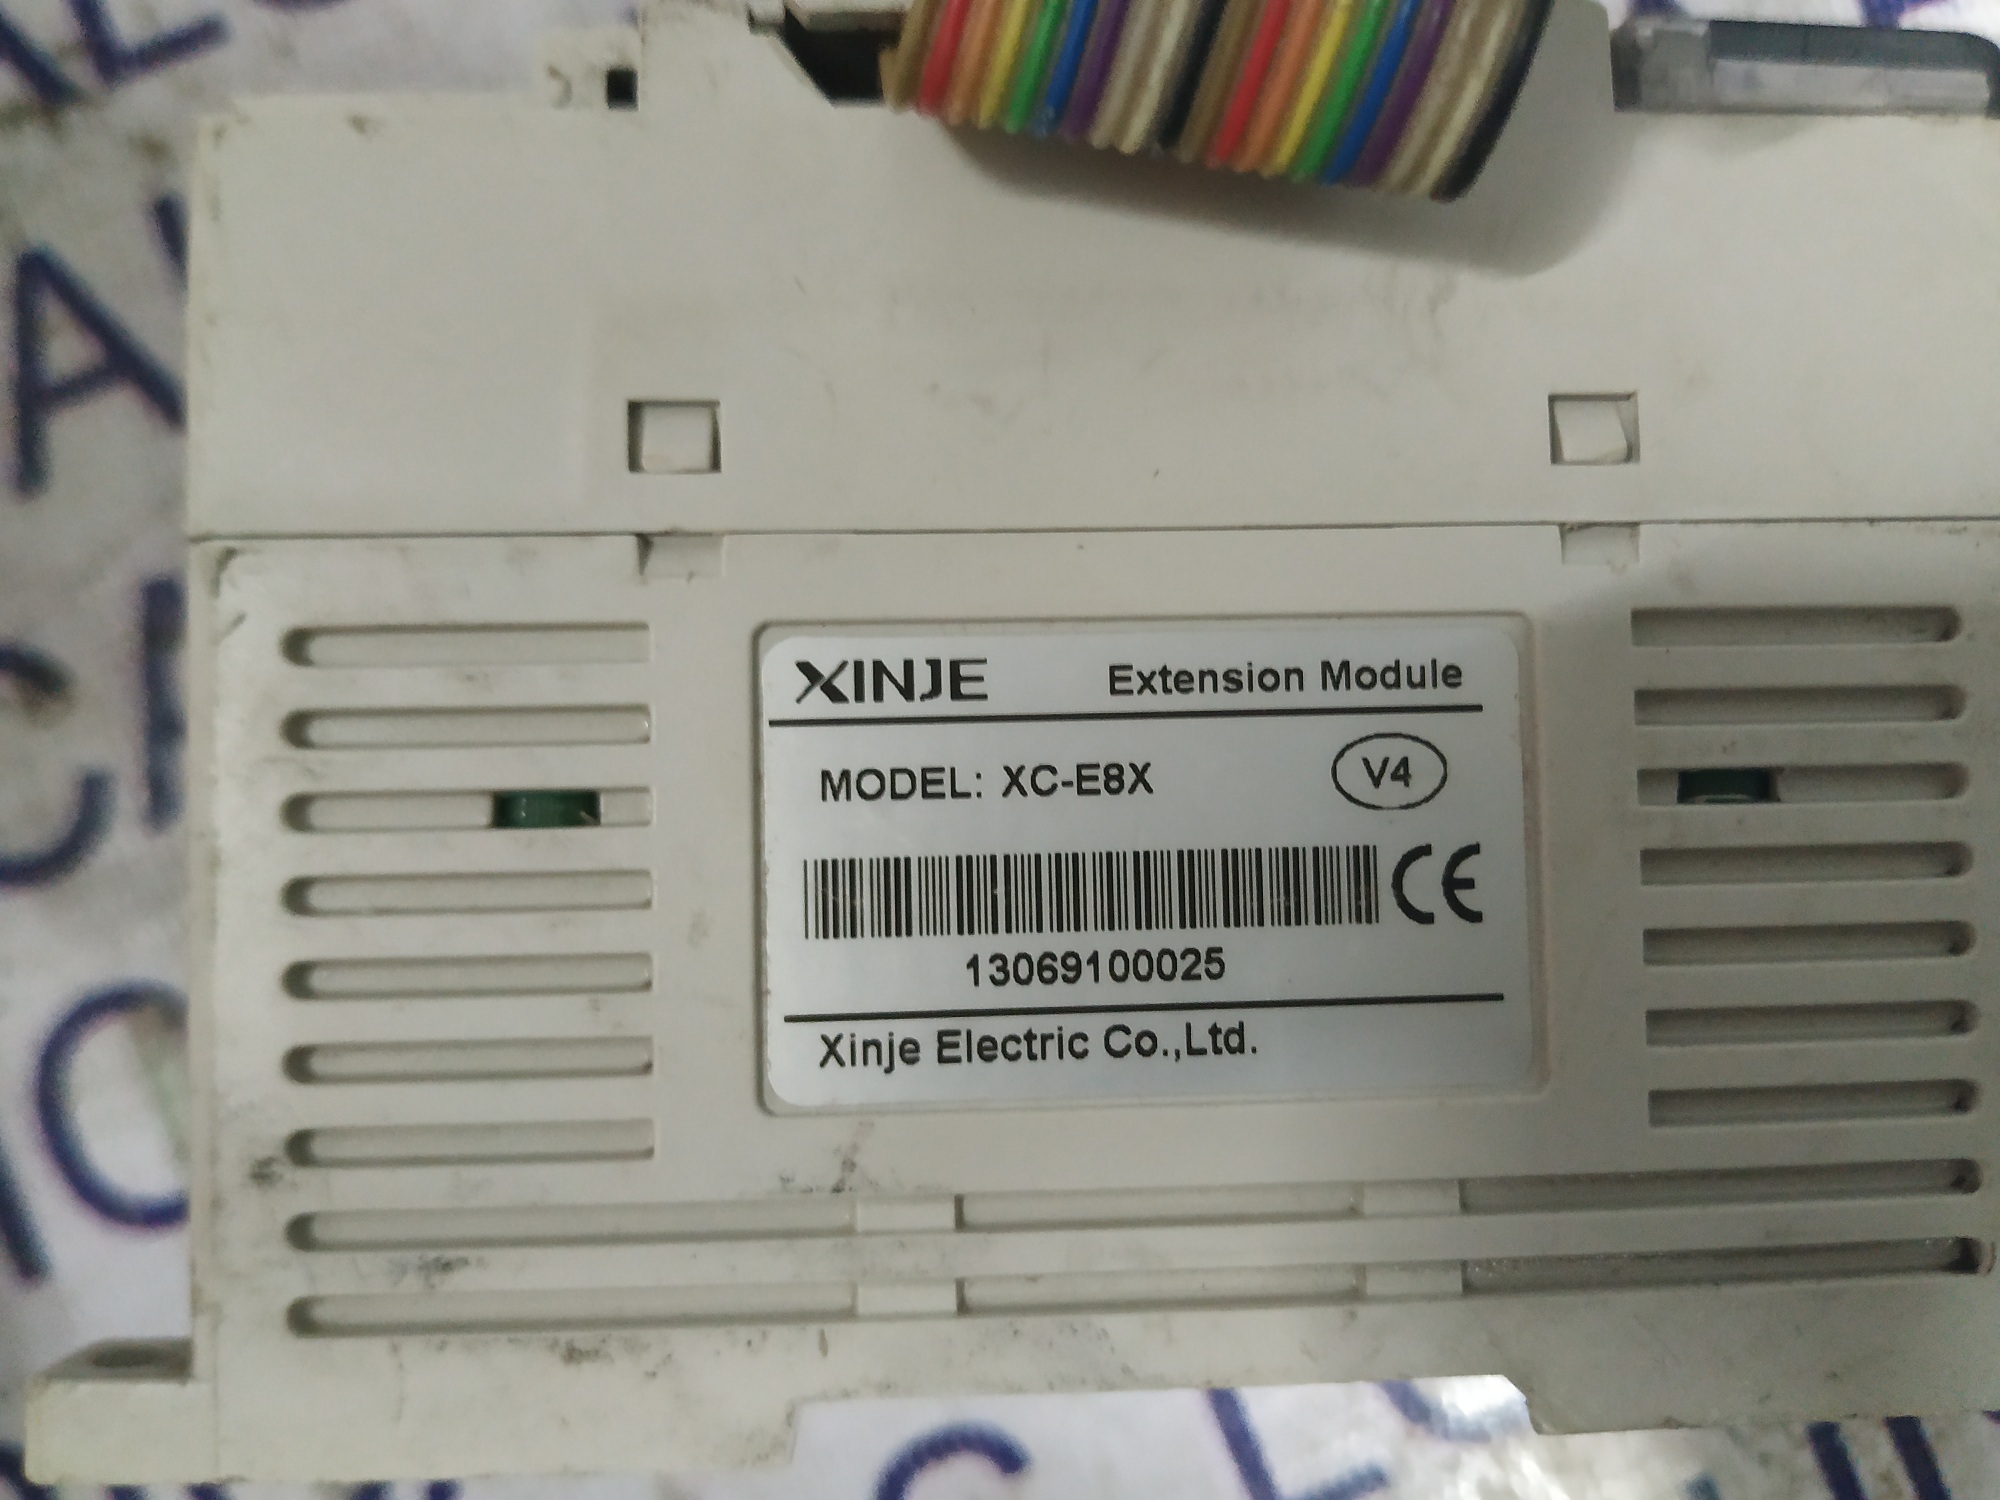 XINJE Extension Module
MODEL: XC-E8X V4
CE
13069100025
Xinje Electric Co.,Ltd.